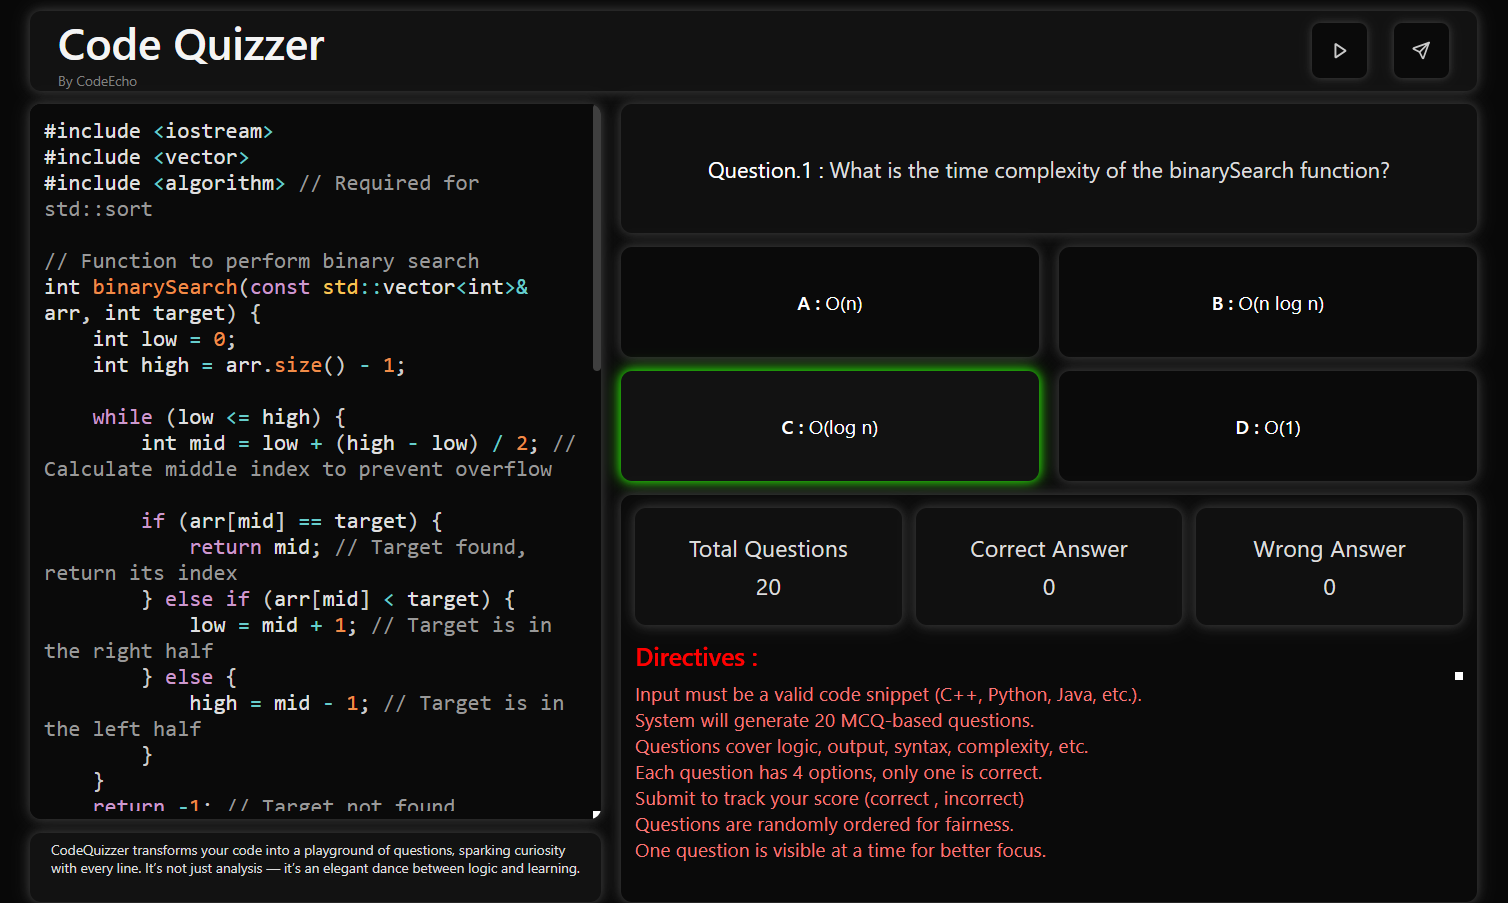 Code Quizzer
By CodeEcho
#include <iostream>
#include <vector>
#include <algorithm> // Required for
std::sort
// Function to perform binary search
int binarySearch(const std::vector<int>&
arr, int target) {
    int low = 0;
    int high = arr.size() - 1;
    while (low <= high) {
        int mid = low + (high - low) / 2; //
Calculate middle index to prevent overflow
        if (arr[mid] == target) {
            return mid; // Target found,
return its index
        } else if (arr[mid] < target) {
            low = mid + 1; // Target is in
the right half
        } else {
            high = mid - 1; // Target is in
the left half
        }
    }
    return -1; // Target not found
CodeQuizzer transforms your code into a playground of questions, sparking curiosity
with every line. It’s not just analysis — it’s an elegant dance between logic and learning.
Question.1 : What is the time complexity of the binarySearch function?
A : O(n)
B : O(n log n)
C : O(log n)
D : O(1)
Total Questions
20
Correct Answer
0
Wrong Answer
0
Directives :
Input must be a valid code snippet (C++, Python, Java, etc.).
System will generate 20 MCQ-based questions.
Questions cover logic, output, syntax, complexity, etc.
Each question has 4 options, only one is correct.
Submit to track your score (correct , incorrect)
Questions are randomly ordered for fairness.
One question is visible at a time for better focus.